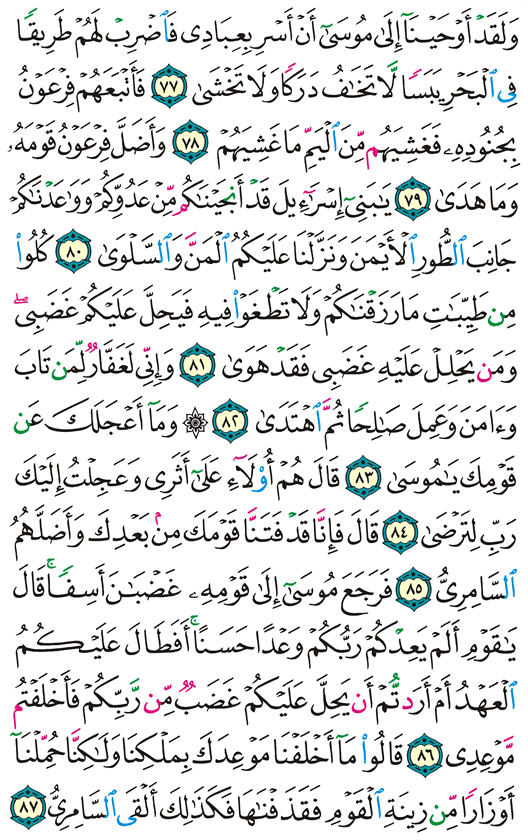 وَلَقَدْ أَوْحَيْنَآ إِلَىٰ مُوسَىٰٓ أَنْ أَسْرِ بِعِبَادِى فَٱضْرِبْ لَهُمْ طَرِيقًا
فِى ٱلْبَحْرِ يَبَسًا لَّا تَخَٰفُ دَرَكًا وَلَا تَخْشَىٰ ٧٧ فَأَتْبَعَهُمْ فِرْعَوْنُ
بِجُنُودِهِۦ فَغَشِيَهُم مِّنَ ٱلْيَمِّ مَا غَشِيَهُمْ ٧٨ وَأَضَلَّ فِرْعَوْنُ قَوْمَهُۥ
وَمَا هَدَىٰ ٧٩ يَٰبَنِىٓ إِسْرَٰٓءِيلَ قَدْ أَنجَيْنَٰكُم مِّنْ عَدُوِّكُمْ وَوَٰعَدْنَٰكُمْ
جَانِبَ ٱلطُّورِ ٱلْأَيْمَنَ وَنَزَّلْنَا عَلَيْكُمُ ٱلْمَنَّ وَٱلسَّلْوَىٰ ٨٠ كُلُوا۟
مِن طَيِّبَٰتِ مَا رَزَقْنَٰكُمْ وَلَا تَطْغَوْا۟ فِيهِ فَيَحِلَّ عَلَيْكُمْ غَضَبِىۖ
وَمَن يَحْلِلْ عَلَيْهِ غَضَبِى فَقَدْ هَوَىٰ ٨١ وَإِنِّى لَغَفَّارٌ لِّمَن تَابَ
وَءَامَنَ وَعَمِلَ صَٰلِحًا ثُمَّ ٱهْتَدَىٰ ٨٢ ۞ وَمَآ أَعْجَلَكَ عَن
قَوْمِكَ يَٰمُوسَىٰ ٨٣ قَالَ هُمْ أُو۟لَآءِ عَلَىٰٓ أَثَرِى وَعَجِلْتُ إِلَيْكَ
رَبِّ لِتَرْضَىٰ ٨٤ قَالَ فَإِنَّا قَدْ فَتَنَّا قَوْمَكَ مِنۢ بَعْدِكَ وَأَضَلَّهُمُ
ٱلسَّامِرِىُّ ٨٥ فَرَجَعَ مُوسَىٰٓ إِلَىٰ قَوْمِهِۦ غَضْبَٰنَ أَسِفًاۚ قَالَ
يَٰقَوْمِ أَلَمْ يَعِدْكُمْ رَبُّكُمْ وَعْدًا حَسَنًاۚ أَفَطَالَ عَلَيْكُمُ
ٱلْعَهْدُ أَمْ أَرَدتُّمْ أَن يَحِلَّ عَلَيْكُمْ غَضَبٌ مِّن رَّبِّكُمْ فَأَخْلَفْتُم
مَّوْعِدِى ٨٦ قَالُوا۟ مَآ أَخْلَفْنَا مَوْعِدَكَ بِمَلْكِنَا وَلَٰكِنَّا حُمِّلْنَآ
أَوْزَارًا مِّن زِينَةِ ٱلْقَوْمِ فَقَذَفْنَٰهَا فَكَذَٰلِكَ أَلْقَى ٱلسَّامِرِىُّ ٨٧